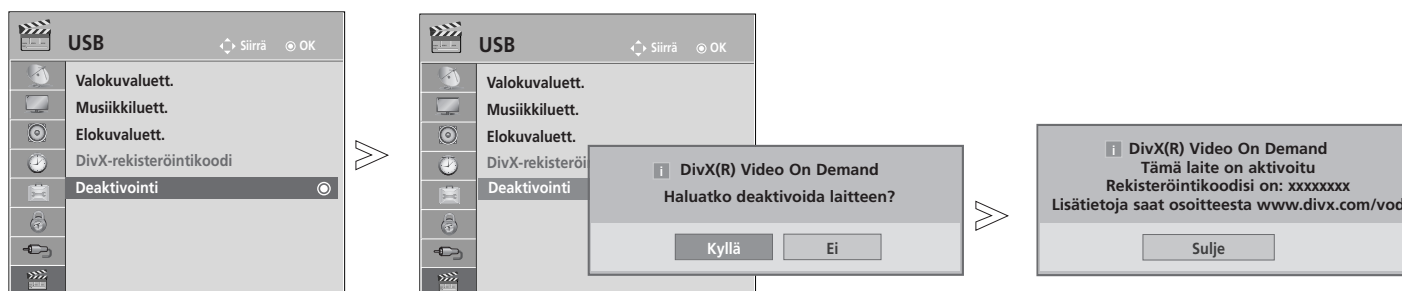 USB
Siirrä OK
Valokuvaluett.
Musiikkiluett.
Elokuvaluett.
DivX-rekisteröintikoodi
Deaktivointi
USB
Siirrä OK
Valokuvaluett.
Musiikkiluett.
Elokuvaluett.
DivX-rekisteröi
Deaktivointi
i DivX(R) Video On Demand
Haluatko deaktivoida laitteen?
Kyllä Ei
i DivX(R) Video On Demand
Tämä laite on aktivoitu
Rekisteröintikoodisi on: xxxxxxxx
Lisätietoja saat osoitteesta www.divx.com/vod
Sulje